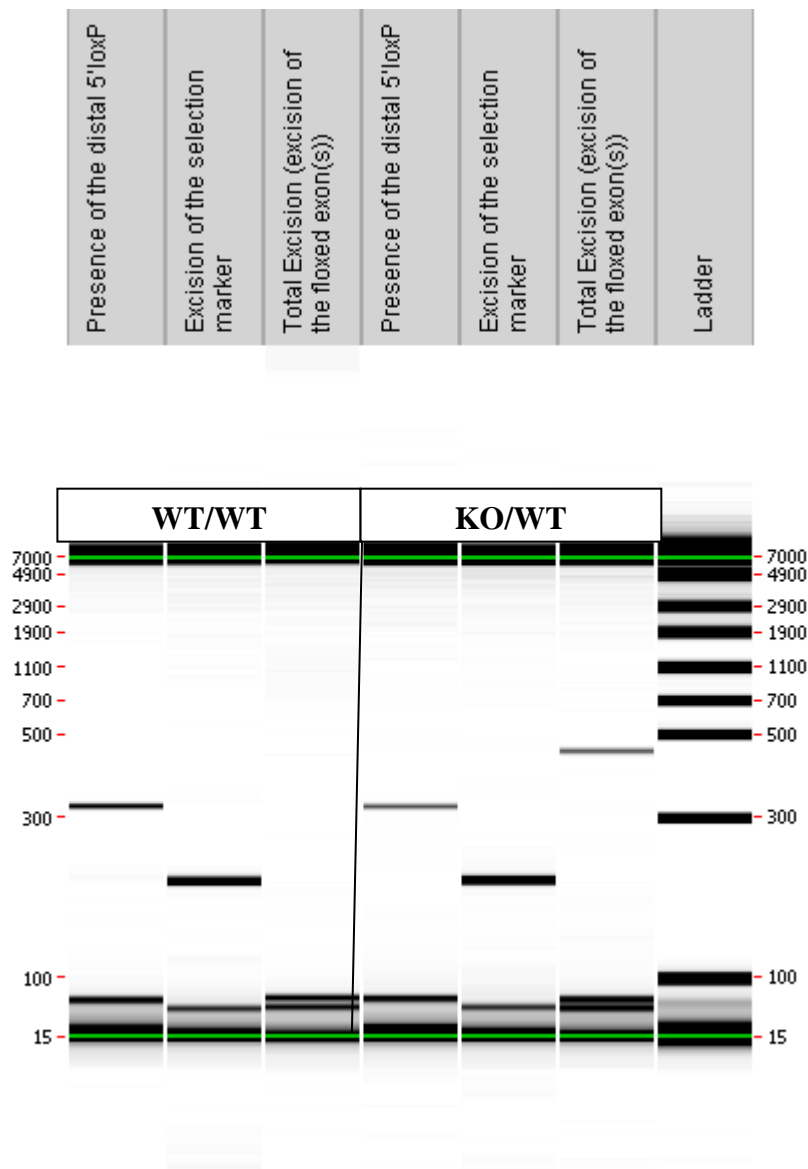 Presence of the distal 5'loxP
Excision of the selection
marker
Total Excision (excision of
the floxed exon(s))
Presence of the distal 5'loxP
Excision of the selection
marker
Total Excision (excision of
the floxed exon(s))
Ladder
WT/WT
KO/WT
7000
4900
2900
1900
1100
700
500
300
100
15
7000
4900
2900
1900
1100
700
500
300
100
15